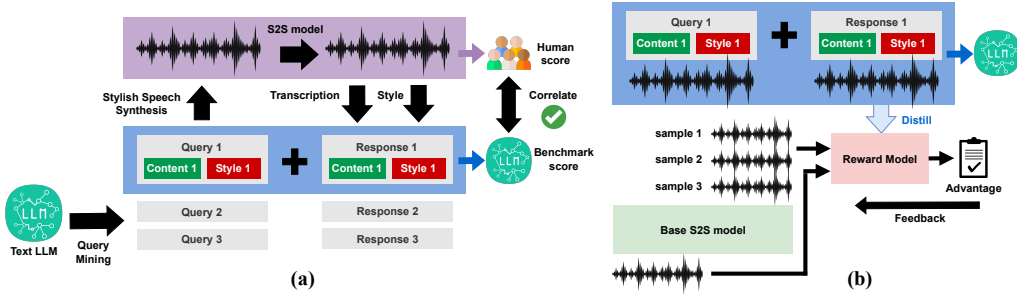 S2S model
Human
score
Stylish Speech
Synthesis
Transcription
Style
Correlate
Query 1
Content 1
Style 1
Response 1
Content 1
Style 1
LLM
Benchmark
score
LLM
Text LLM
Query
Mining
Query 2
Response 2
Query 3
Response 3
(a)
Query 1
Content 1
Style 1
Response 1
Content 1
Style 1
LLM
Distill
sample 1
sample 2
sample 3
Reward Model
Advantage
Feedback
Base S2S model
(b)